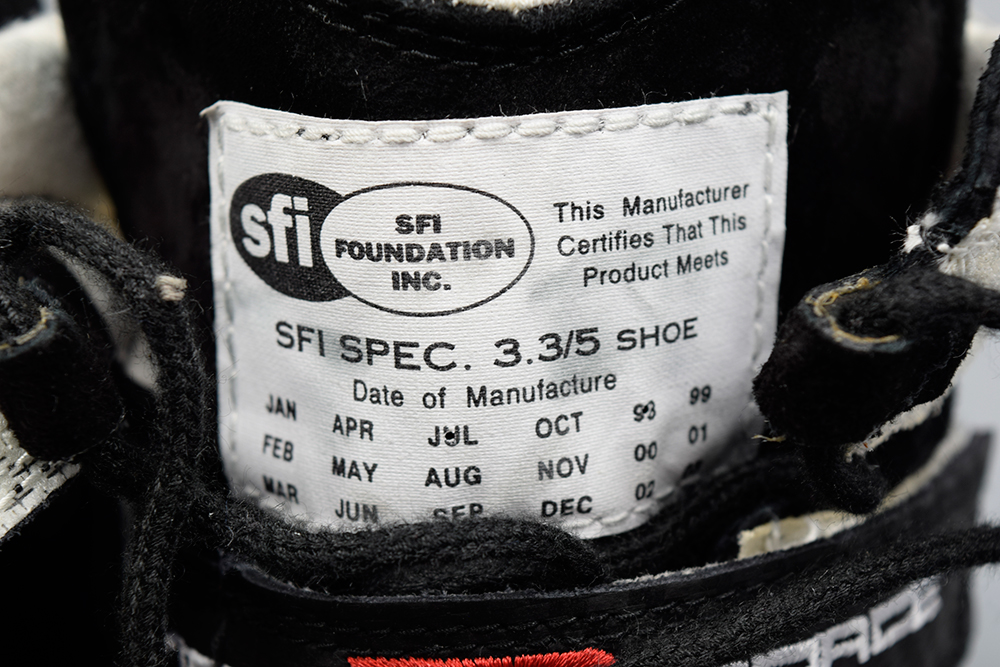 sfi
SFI
FOUNDATION
INC.
This Manufacturer
Certifies That This
Product Meets
SFI SPEC. 3.3/5 SHOE
Date of Manufacture
JAN APR JUL OCT 98 99
FEB MAY AUG NOV 00 01
MAR JUN SEP DEC 02